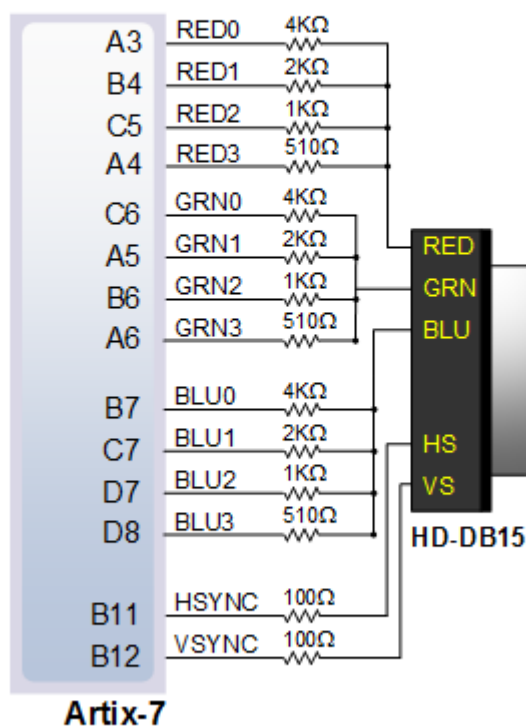 A3 RED0 4KΩ
B4 RED1 2KΩ
C5 RED2 1KΩ
A4 RED3 510Ω
C6 GRN0 4KΩ
A5 GRN1 2KΩ
B6 GRN2 1KΩ
A6 GRN3 510Ω
B7 BLU0 4KΩ
C7 BLU1 2KΩ
D7 BLU2 1KΩ
D8 BLU3 510Ω
B11 HSYNC 100Ω
B12 VSYNC 100Ω
Artix-7
RED
GRN
BLU
HS
VS
HD-DB15